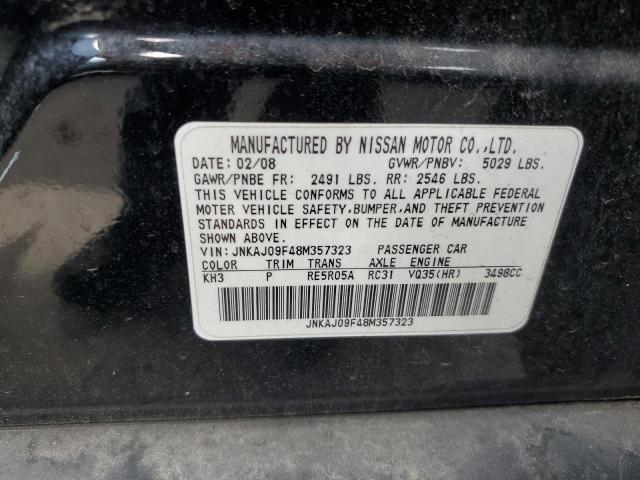 MANUFACTURED BY NISSAN MOTOR CO.,LTD.
DATE: 02/08 GVWR/PNBV: 5029 LBS.
GAWR/PNBE FR: 2491 LBS. RR: 2546 LBS.
THIS VEHICLE CONFORMS TO ALL APPLICABLE FEDERAL
MOTER VEHICLE SAFETY,BUMPER,AND THEFT PREVENTION
STANDARDS IN EFFECT ON THE DATE OF MANUFACTURE
SHOWN ABOVE.
VIN:JNKAJ09F48M357323 PASSENGER CAR
COLOR TRIM TRANS AXLE ENGINE
KH3 P RE5R05A RC31 VQ35(HR) 3498CC
JNKAJ09F48M357323